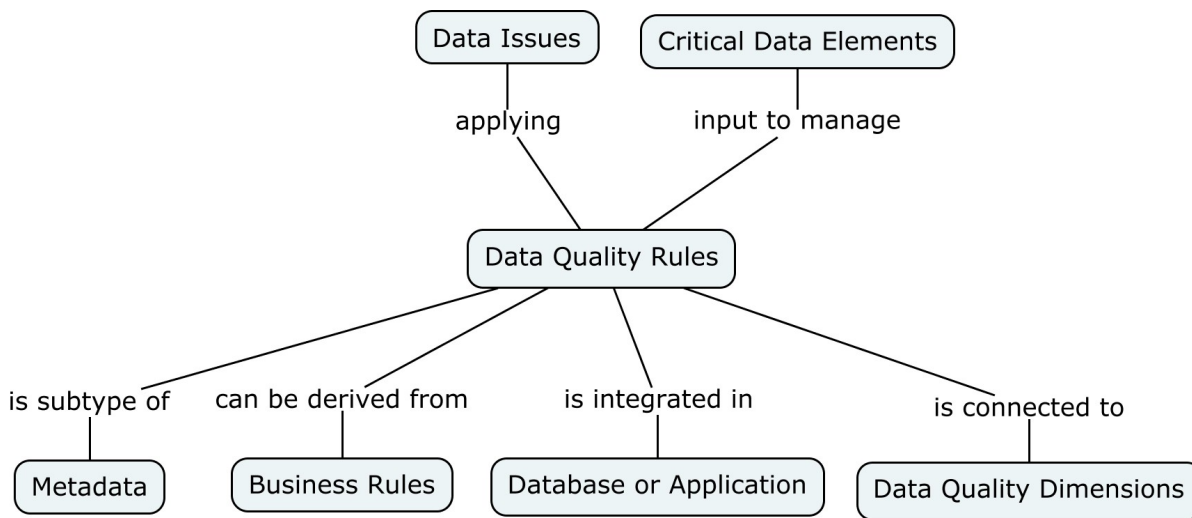 Data Issues
Critical Data Elements
applying
input to manage
Data Quality Rules
is subtype of
can be derived from
is integrated in
is connected to
Metadata
Business Rules
Database or Application
Data Quality Dimensions